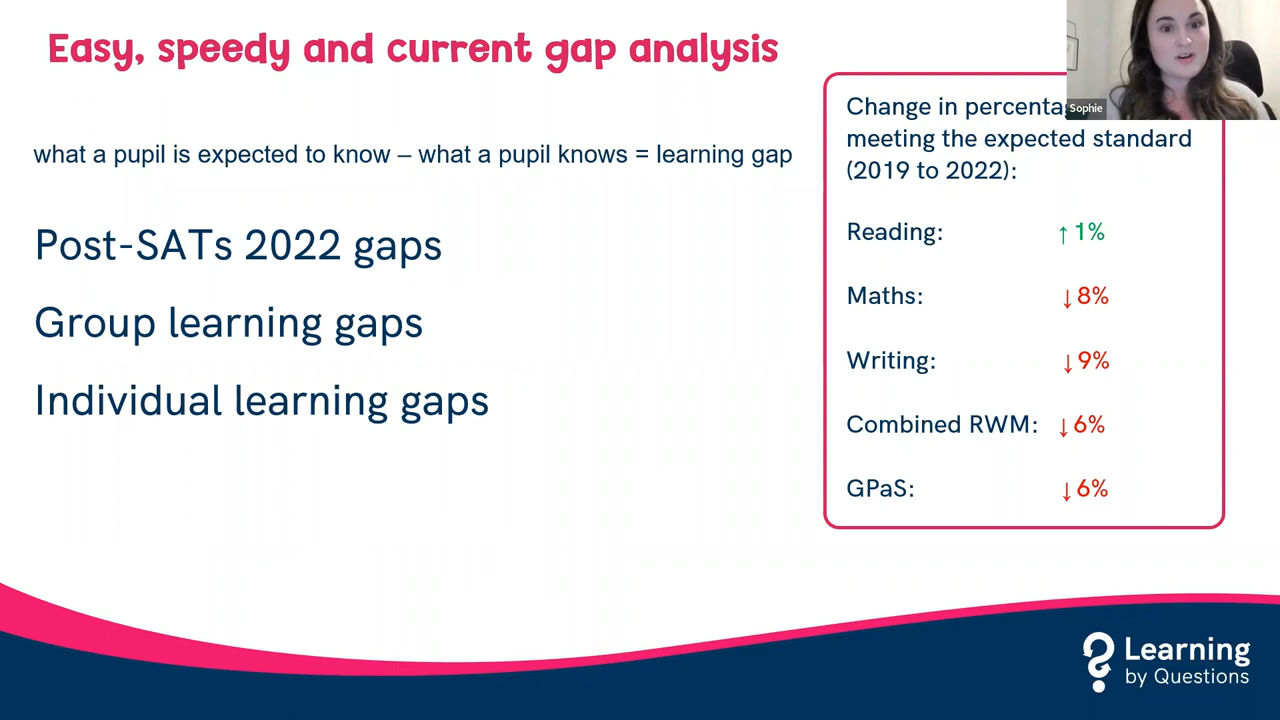 Easy, speedy and current gap analysis
what a pupil is expected to know – what a pupil knows = learning gap
Post-SATs 2022 gaps
Group learning gaps
Individual learning gaps
Sophie
Change in
meeting the expected standard
(2019 to 2022):
Reading: ↑ 1%
Maths: ↓ 8%
Writing: ↓ 9%
Combined RWM: ↓ 6%
GPaS: ↓ 6%
Learning
by Questions